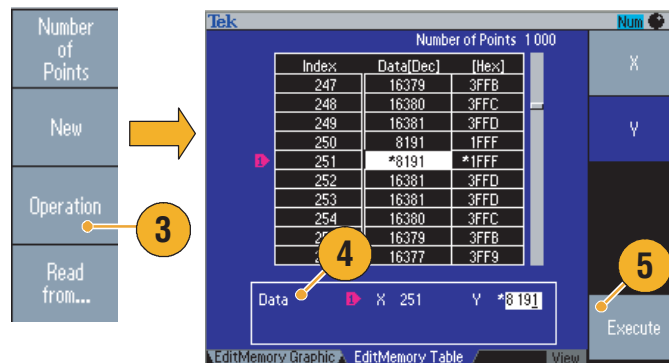 Number
of
Points
New
Operation
3
Read
from...
Tek
Num
Number of Points 1 000
Index Data[Dec] [Hex]
247 16379 3FFB
248 16380 3FFC
249 16381 3FFD
250 8191 1FFF
1 251 *8191 *1FFF
252 16381 3FFD
253 16381 3FFD
254 16380 3FFC
16379 3FFB
16377 3FF9
4
Data 1 X 251 Y *8 191
X
Y
5
Execute
EditMemory Graphic EditMemory Table View